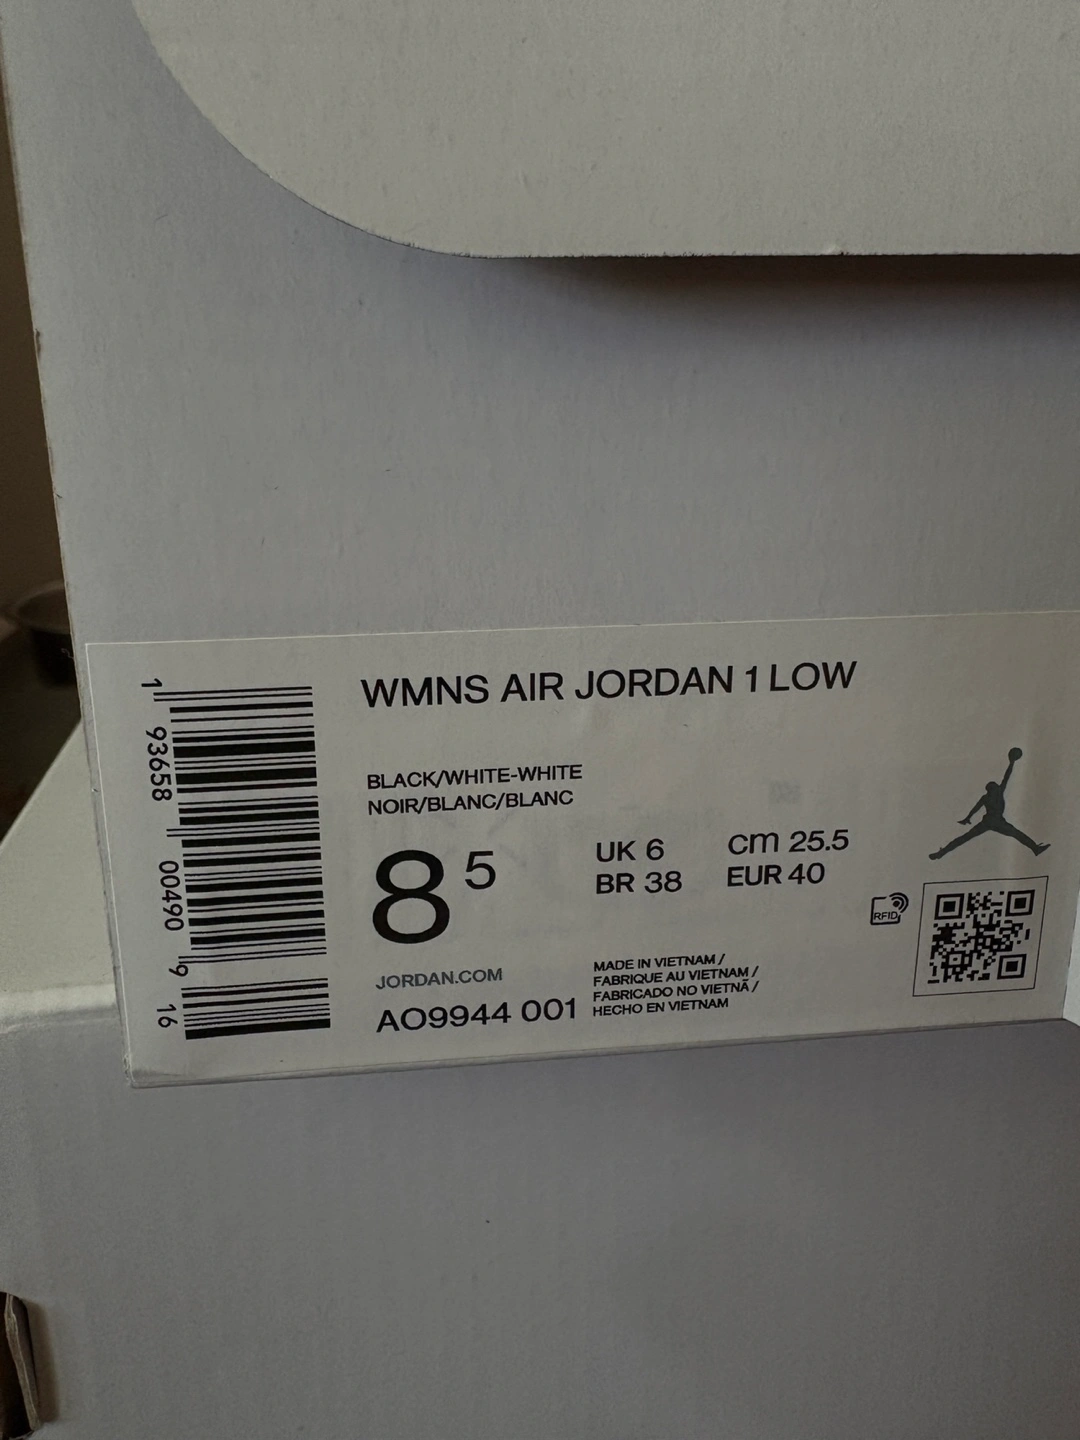 WMNS AIR JORDAN 1 LOW
BLACK/WHITE-WHITE
NOIR/BLANC/BLANC
8 5
UK 6 cm 25.5
BR 38 EUR 40
RFID
JORDAN.COM
AO9944 001
MADE IN VIETNAM /
FABRIQUE AU VIETNAM /
FABRICADO NO VIETNÃ /
HECHO EN VIETNAM
1 93658 00490 9 16